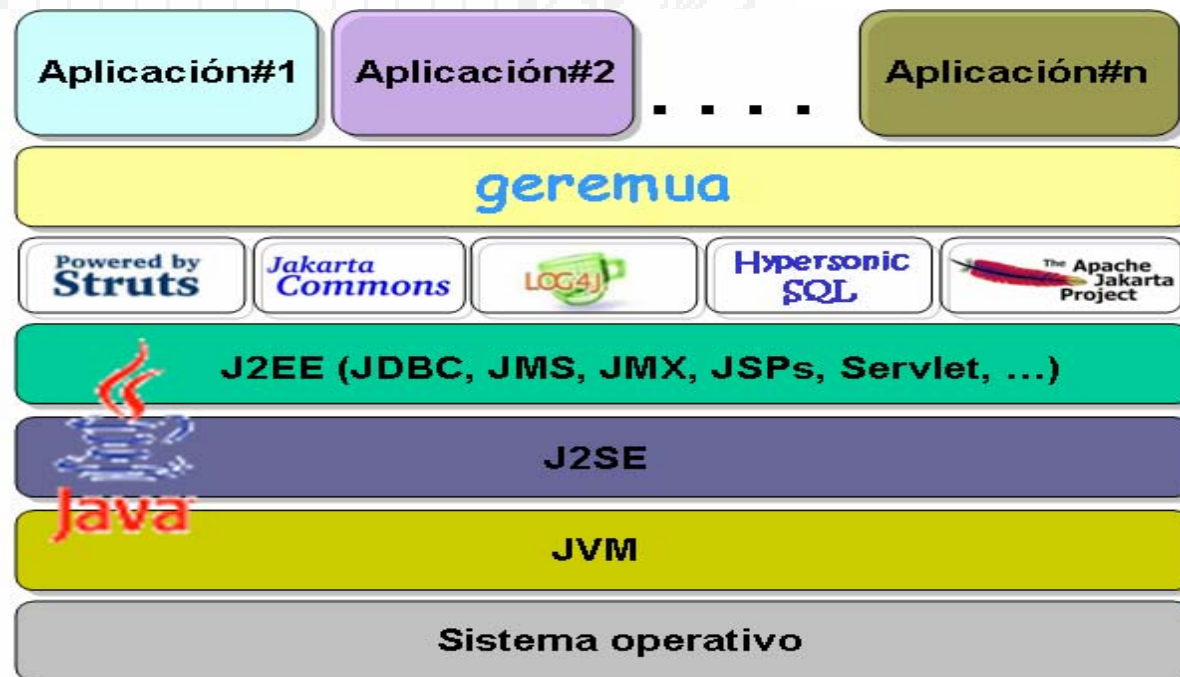 Aplicación#1
Aplicación#2
. . . .
Aplicación#n
geremua
Powered by
Struts
Jakarta
Commons
LOG4J
Hypersonic
SQL
The Apache
Jakarta
Project
J2EE (JDBC, JMS, JMX, JSPs, Servlet, ...)
J2SE
Java
JVM
Sistema operativo